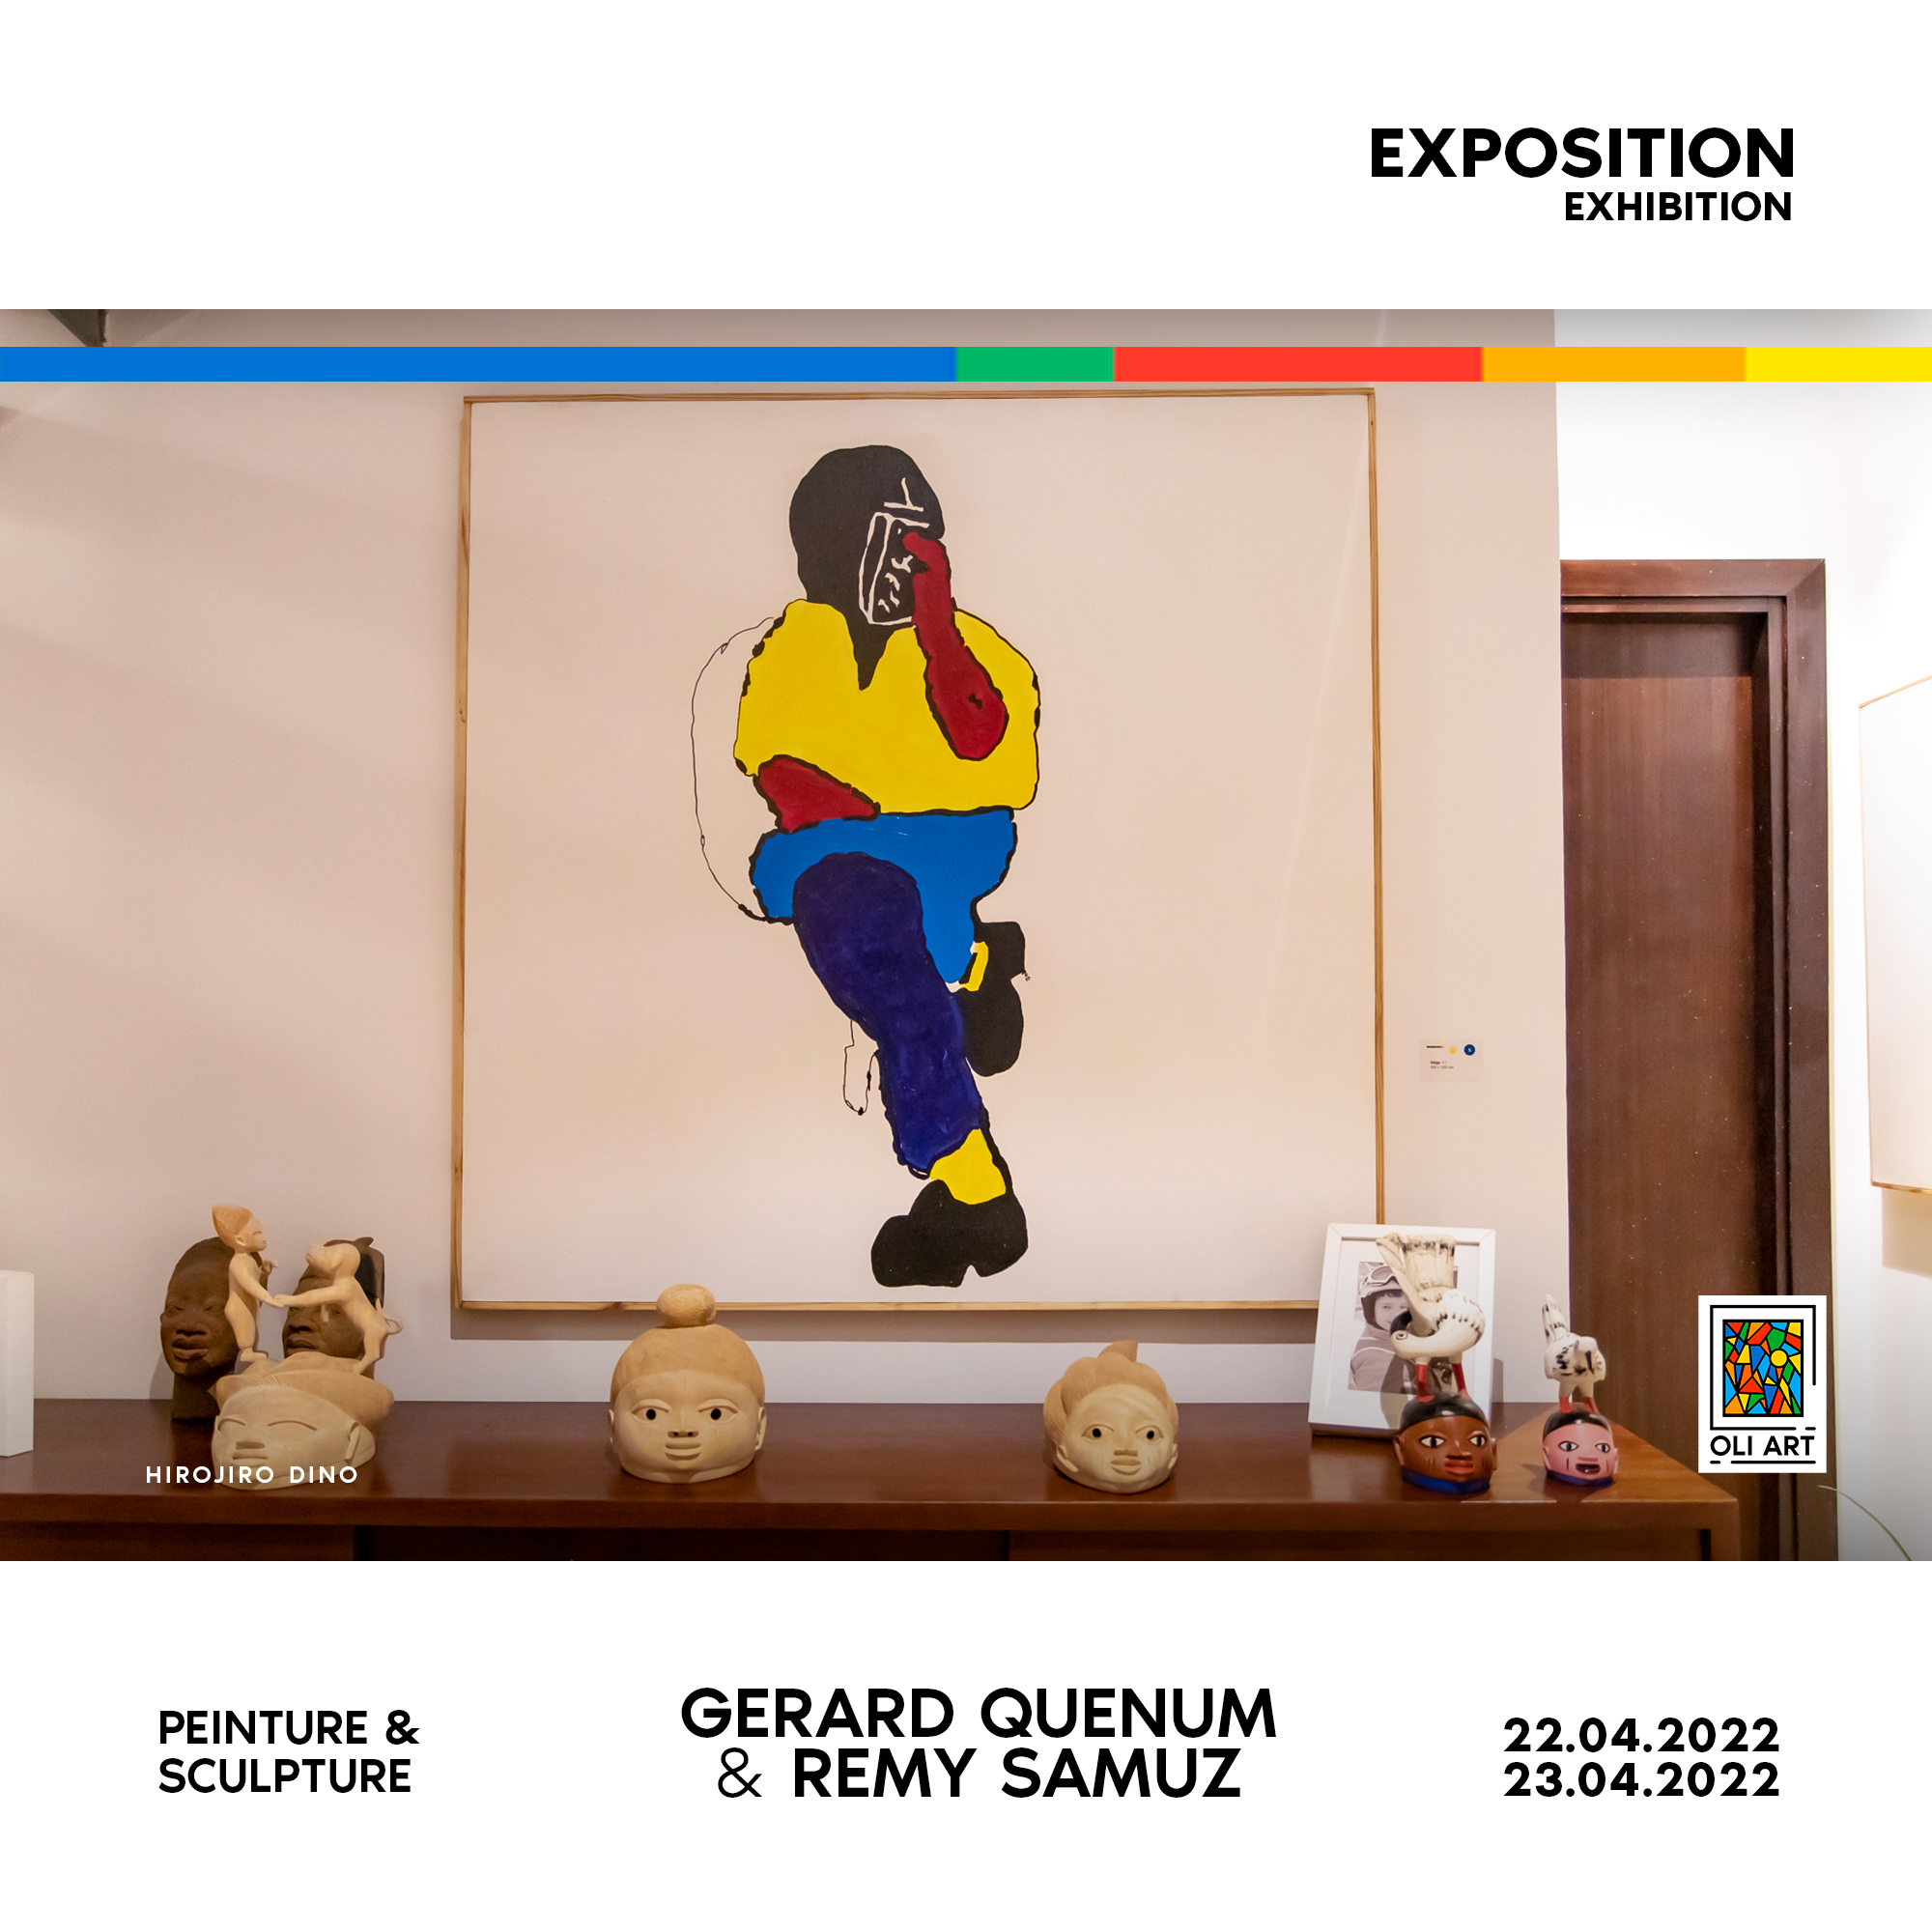 EXPOSITION
EXHIBITION
OLI ART
HIROJIRO DINO
PEINTURE &
SCULPTURE
GERARD QUENUM
& REMY SAMUZ
22.04.2022
23.04.2022